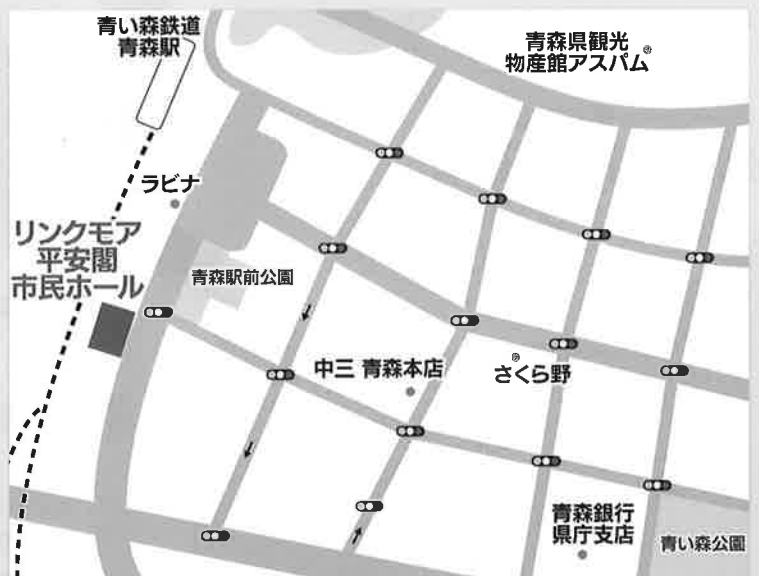 青い森鉄道
青森駅
青森県観光
物産館アスパム
ラビナ
リンクモア
平安閣
市民ホール
青森駅前公園
中三 青森本店
さくら野
青森銀行
県庁支店
青い森公園